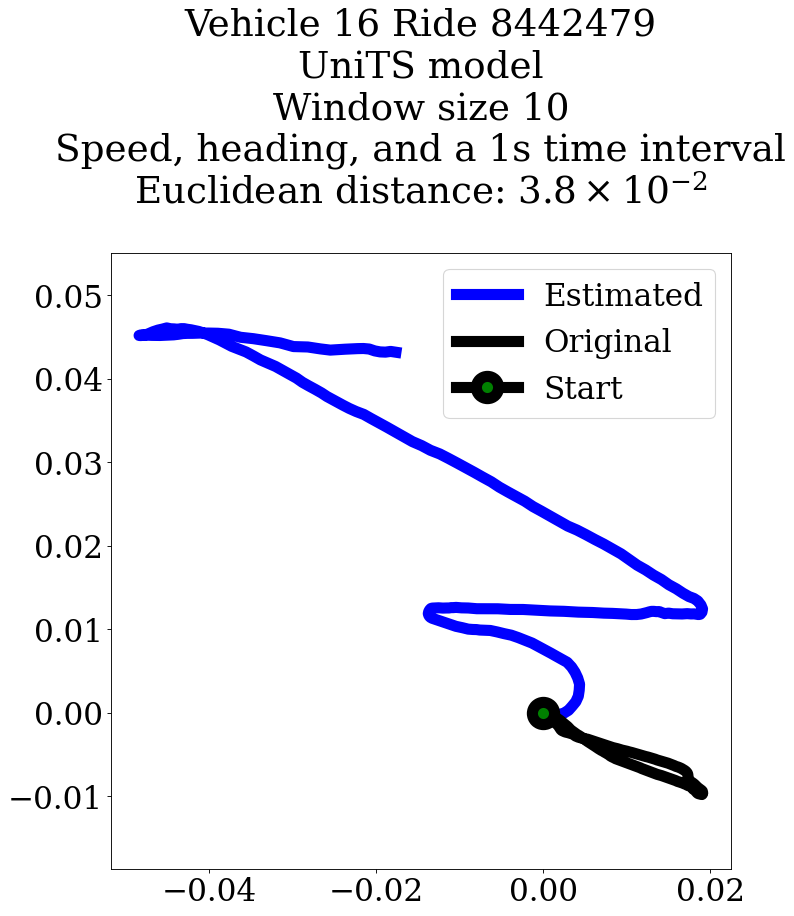 Vehicle 16 Ride 8442479
UniTS model
Window size 10
Speed, heading, and a 1s time interval
Euclidean distance: $3.8 \times 10^{-2}$
Estimated
Original
Start
0.05
0.04
0.03
0.02
0.01
0.00
−0.01
−0.04 −0.02 0.00 0.02